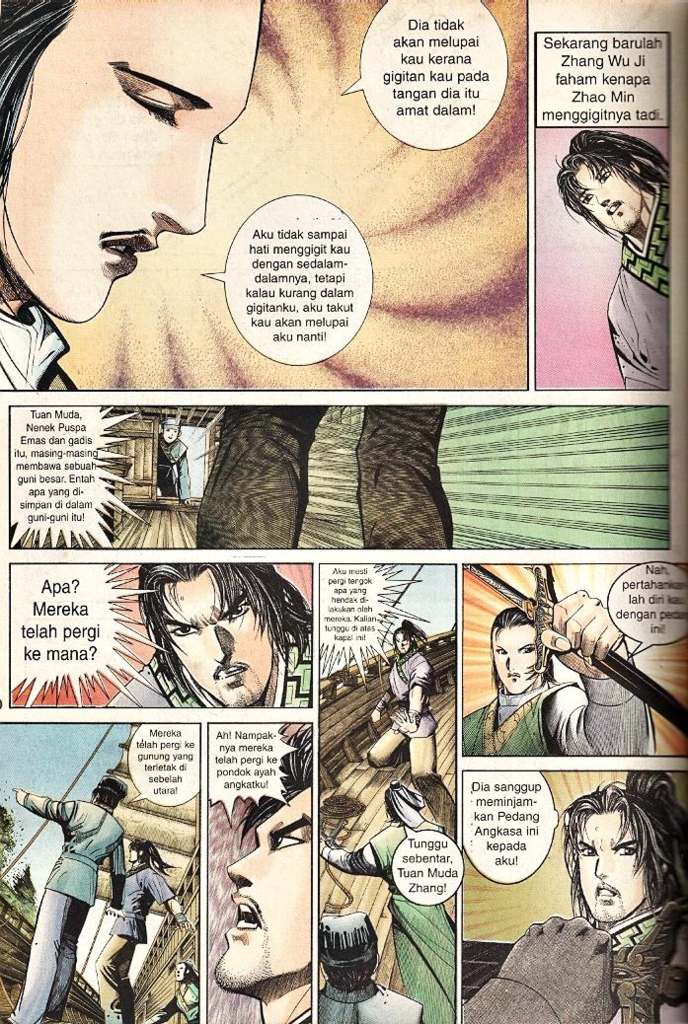 Dia tidak
akan melupai
kau kerana
gigitan kau pada
tangan dia itu
amat dalam!
Aku tidak sampai
hati menggigit kau
dengan sedalam-
dalamnya, tetapi
kalau kurang dalam
gigitanku, aku takut
kau akan melupai
aku nanti!
Sekarang barulah
Zhang Wu Ji
faham kenapa
Zhao Min
menggigitnya tadi.
Tuan Muda,
Nenek Puspa
Emas dan gadis
itu, masing-masing
membawa sebuah
guni besar. Entah
apa yang di-
simpan di dalam
guni-guni itu!
Apa?
Mereka
telah pergi
ke mana?
Mereka
telah pergi ke
gunung yang
terletak di
sebelah
utara!
Ah! Nampak-
nya mereka
telah pergi ke
pondok ayah
angkatku!
Aku mesti
pergi tengok
apa yang
hendak di-
lakukan oleh
mereka. Kalian
tunggu di atas
kapal ini!
Tunggu
sebentar,
Tuan Muda
Zhang!
Nah,
pertahankan-
lah diri kau
dengan pedang
ini!
Dia sanggup
meminjam-
kan Pedang
Angkasa ini
kepada
aku!